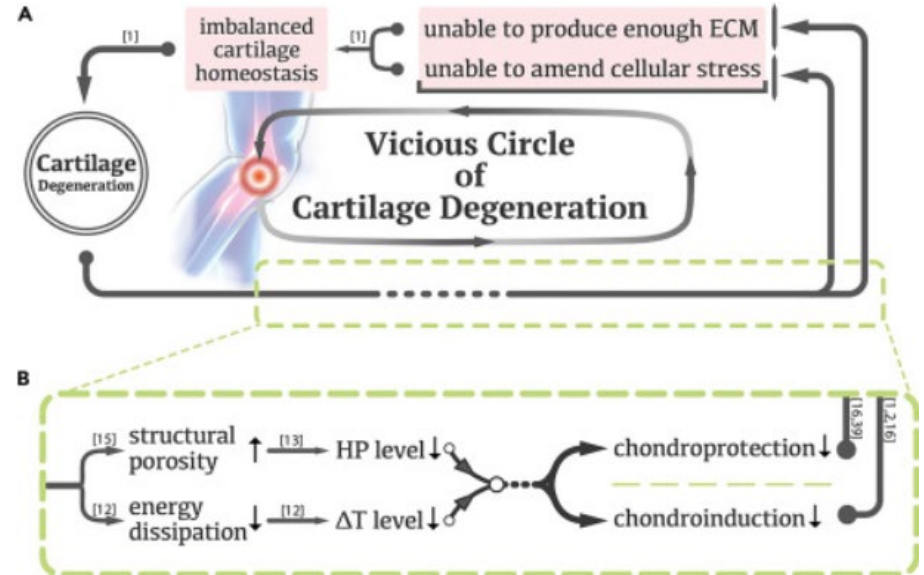 A
[1]
imbalanced
cartilage
homeostasis
[1]
unable to produce enough ECM
unable to amend cellular stress
Cartilage
Degeneration
Vicious Circle
of
Cartilage Degeneration
B
[15]
structural
porosity
↑
[13]
HP level↓
[12]
energy
dissipation↓
[12]
ΔT level↓
chondroprotection↓
chondroinduction↓
[16,39]
[1,2,16]